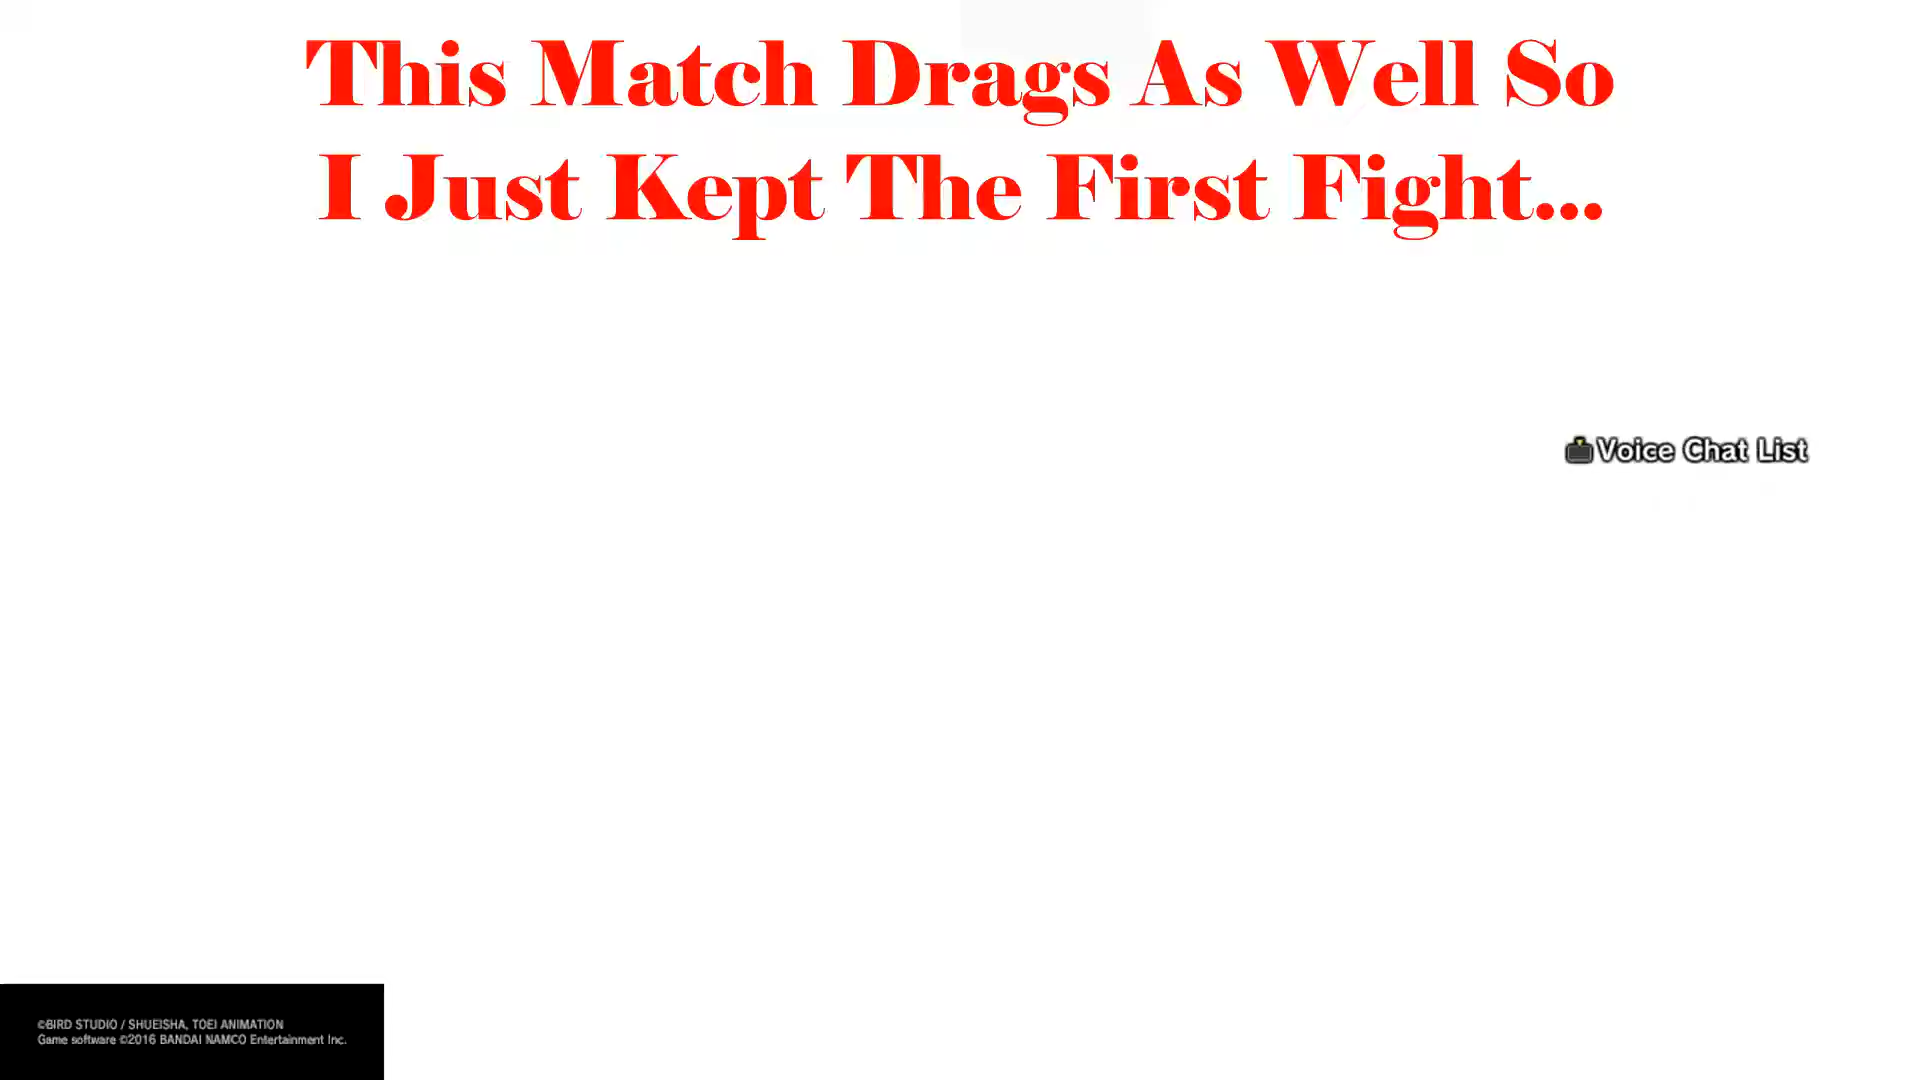 This Match Drags As Well So
I Just Kept The First Fight...
Voice Chat List
©BIRD STUDIO / SHUEISHA, TOEI ANIMATION
Game software ©2016 BANDAI NAMCO Entertainment Inc.